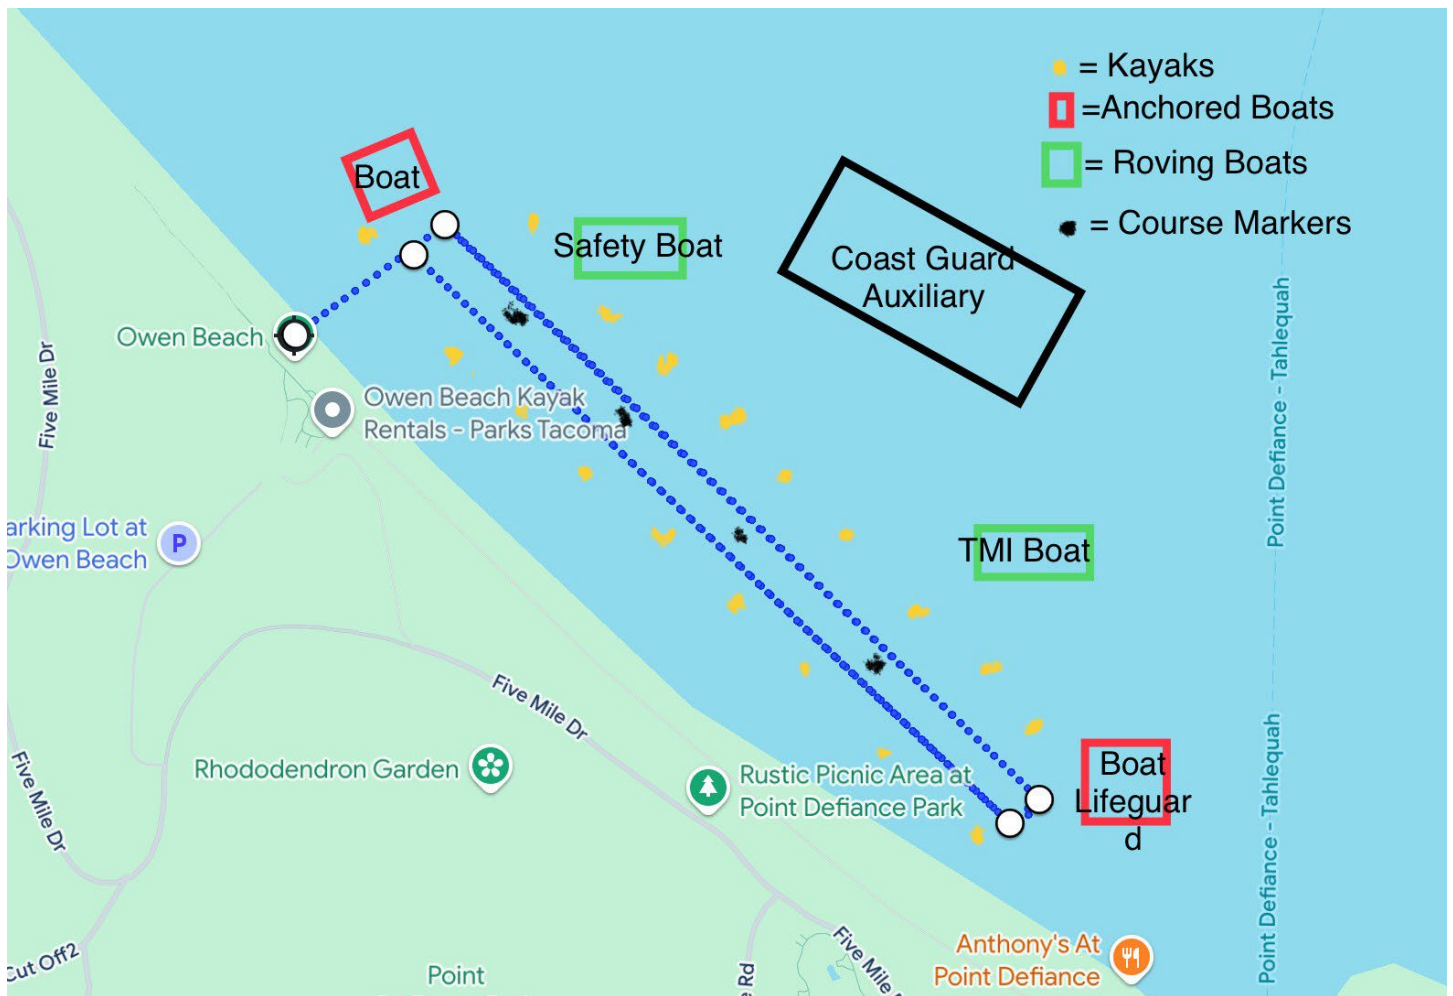 = Kayaks
=Anchored Boats
= Roving Boats
= Course Markers
Boat
Safety Boat
Coast Guard
Auxiliary
Owen Beach
Owen Beach Kayak
Rentals - Parks Tacoma
Five Mile Dr
Point Defiance - Tahlequah
arking Lot at
Owen Beach
P
TMI Boat
Five Mile Dr
Rhododendron Garden
Rustic Picnic Area at
Point Defiance Park
Boat
Lifeguar
d
Five Mile Dr
Point Defiance - Tahlequah
Anthony's At
Point Defiance
Five Mile
Cut Off2
Point
e Rd